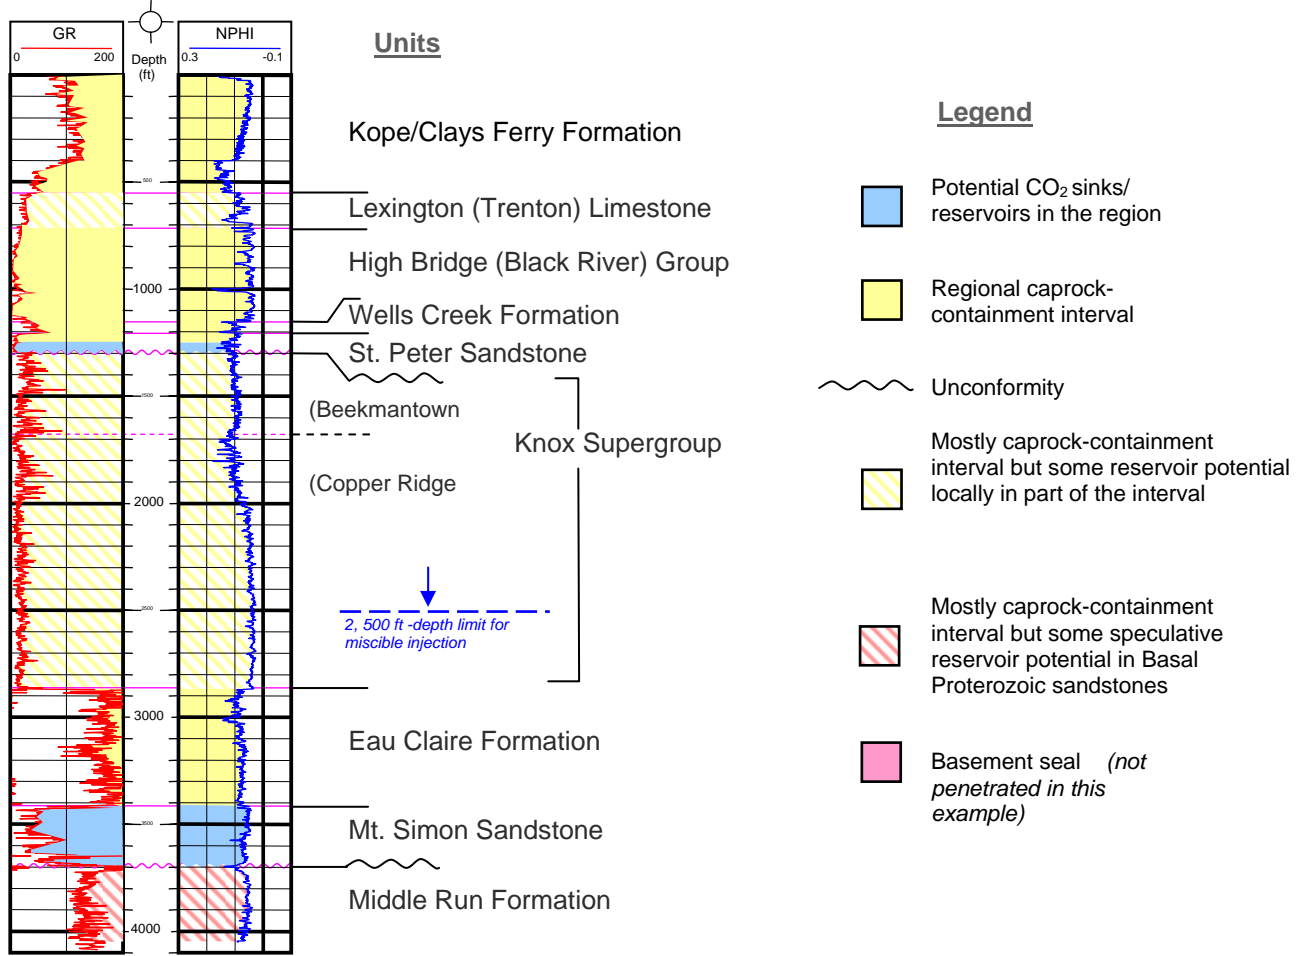 GR
0 200
Depth
(ft)
NPHI
0.3 -0.1
Units
Legend
Kope/Clays Ferry Formation
500
Lexington (Trenton) Limestone
High Bridge (Black River) Group
1000
Wells Creek Formation
St. Peter Sandstone
1500
(Beekmantown
Knox Supergroup
(Copper Ridge
2000
2500
2, 500 ft -depth limit for
miscible injection
3000
Eau Claire Formation
3500
Mt. Simon Sandstone
Middle Run Formation
4000
Potential CO2 sinks/
reservoirs in the region
Regional caprock-
containment interval
Unconformity
Mostly caprock-containment
interval but some reservoir potential
locally in part of the interval
Mostly caprock-containment
interval but some speculative
reservoir potential in Basal
Proterozoic sandstones
Basement seal (not
penetrated in this
example)